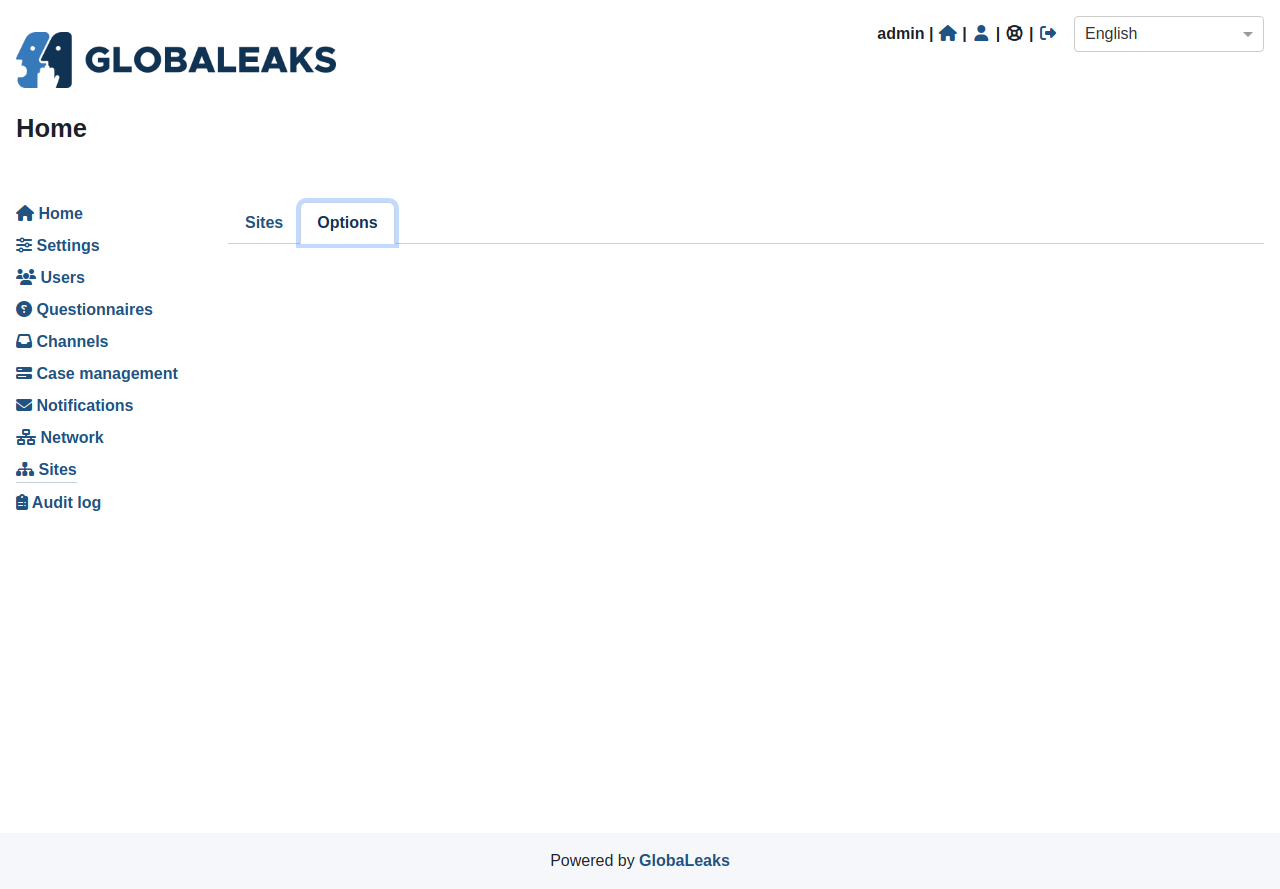 GLOBALEAKS
admin | | | |
English
Home
Home
Settings
Users
Questionnaires
Channels
Case management
Notifications
Network
Sites
Audit log
Sites
Options
Powered by GlobaLeaks